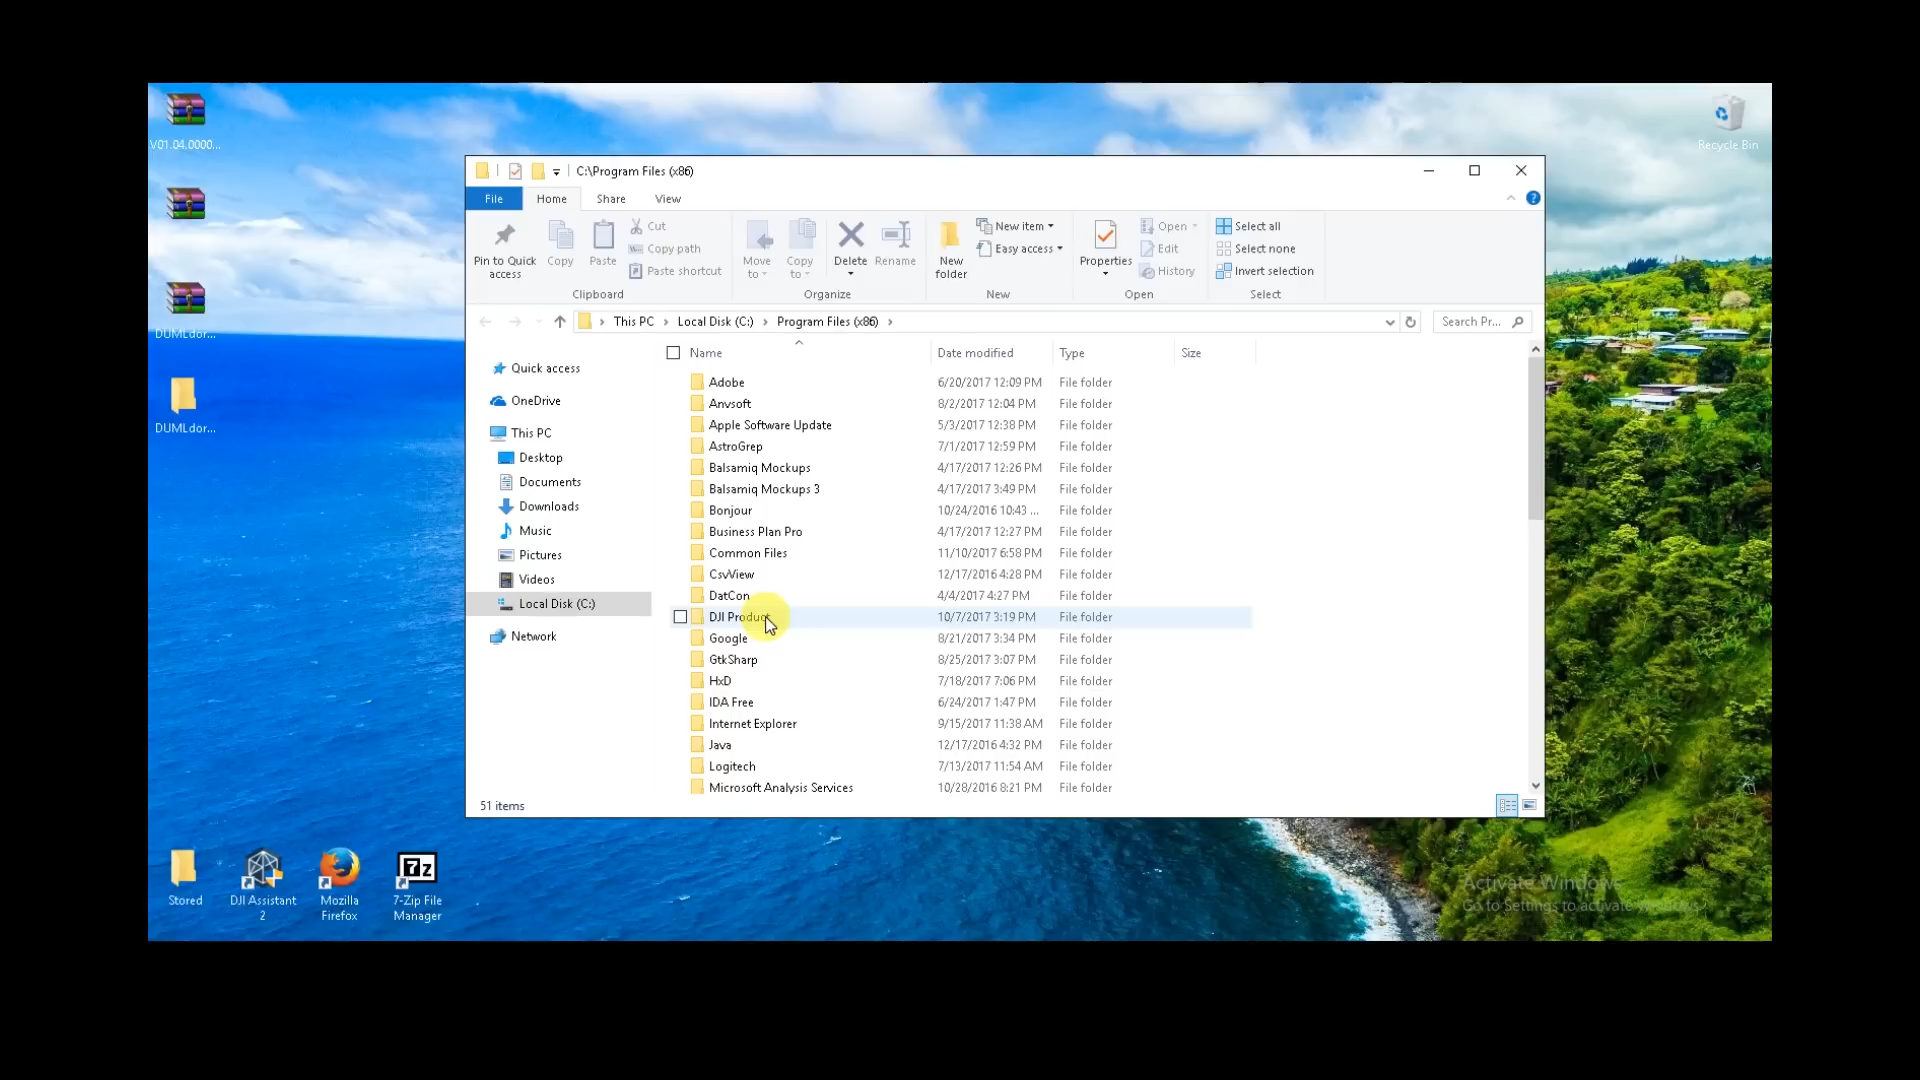 V01.04.0000...
DUMLdor...
DUMLdor...
Stored
DJI Assistant
2
Mozilla
Firefox
7-Zip File
Manager
Recycle Bin
C:\Program Files (x86)
File
Home
Share
View
Pin to Quick
access
Copy
Paste
Cut
Copy path
Paste shortcut
Clipboard
Move
to
Copy
to
Delete
Rename
Organize
New
folder
New item
Easy access
New
Properties
Open
Edit
History
Open
Select all
Select none
Invert selection
Select
This PC
Local Disk (C:)
Program Files (x86)
Search Pr...
Quick access
OneDrive
This PC
Desktop
Documents
Downloads
Music
Pictures
Videos
Local Disk (C:)
Network
Name Date modified Type Size
Adobe 6/20/2017 12:09 PM File folder
Anvsoft 8/2/2017 12:04 PM File folder
Apple Software Update 5/3/2017 12:38 PM File folder
AstroGrep 7/1/2017 12:59 PM File folder
Balsamiq Mockups 4/17/2017 12:26 PM File folder
Balsamiq Mockups 3 4/17/2017 3:49 PM File folder
Bonjour 10/24/2016 10:43 ... File folder
Business Plan Pro 4/17/2017 12:27 PM File folder
Common Files 11/10/2017 6:58 PM File folder
CsvView 12/17/2016 4:28 PM File folder
DatCon 4/4/2017 4:27 PM File folder
DJI Product 10/7/2017 3:19 PM File folder
Google 8/21/2017 3:34 PM File folder
GtkSharp 8/25/2017 3:07 PM File folder
HxD 7/18/2017 7:06 PM File folder
IDA Free 6/24/2017 1:47 PM File folder
Internet Explorer 9/15/2017 11:38 AM File folder
Java 12/17/2016 4:32 PM File folder
Logitech 7/13/2017 11:54 AM File folder
Microsoft Analysis Services 10/28/2016 8:21 PM File folder
51 items
Activate Windows
Go to Settings to activate Windows.